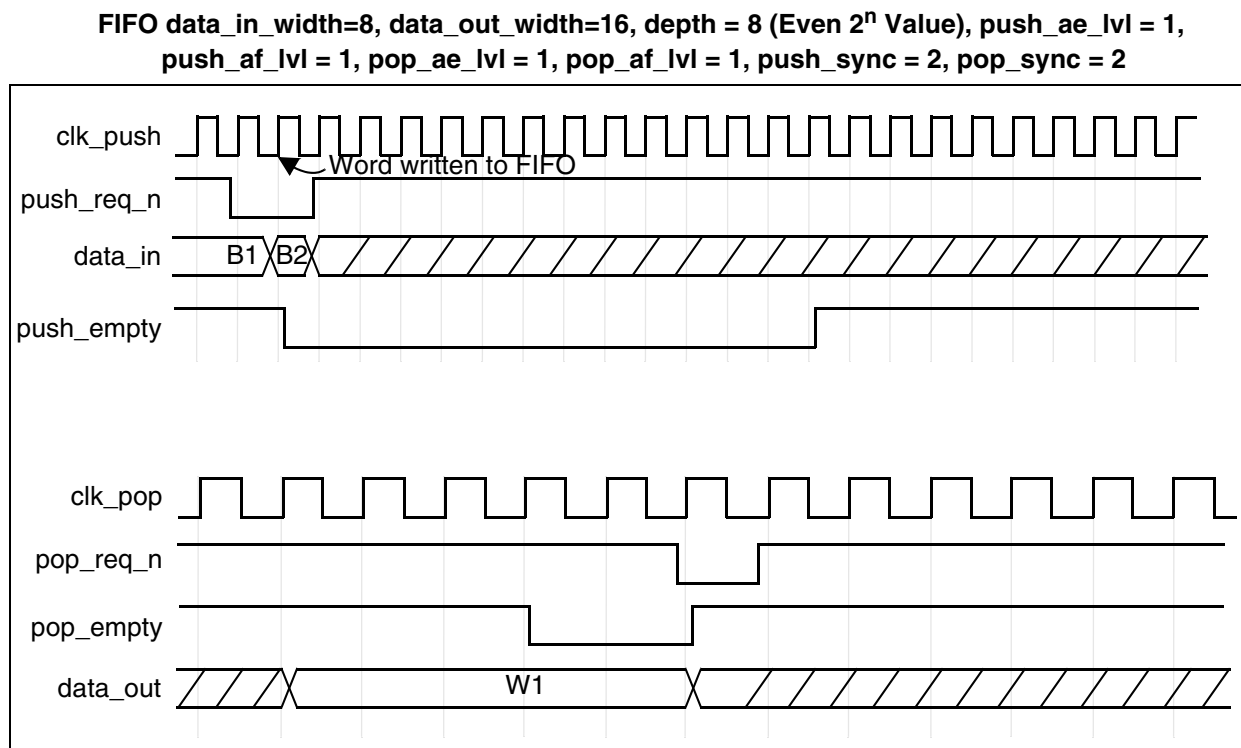 FIFO data_in_width=8, data_out_width=16, depth = 8 (Even 2ⁿ Value), push_ae_lvl = 1,
push_af_lvl = 1, pop_ae_lvl = 1, pop_af_lvl = 1, push_sync = 2, pop_sync = 2
clk_push
Word written to FIFO
push_req_n
data_in B1 B2
push_empty
clk_pop
pop_req_n
pop_empty
data_out W1